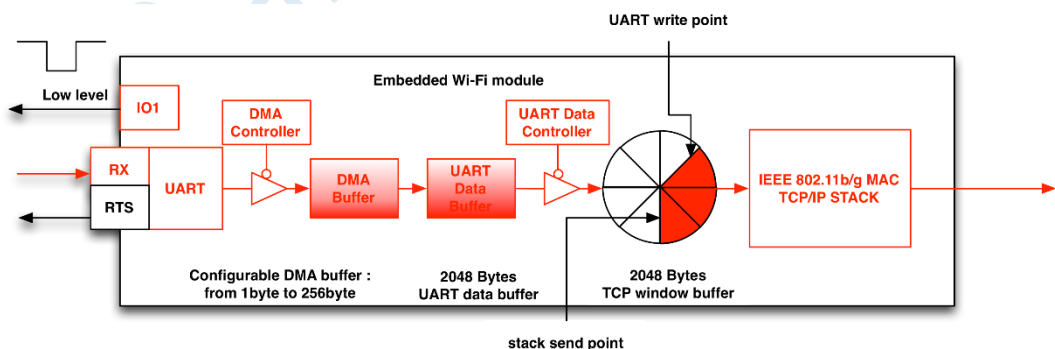 UART write point
Embedded Wi-Fi module
Low level
IO1
DMA
Controller
UART Data
Controller
RX
UART
RTS
DMA
Buffer
UART
Data
Buffer
IEEE 802.11b/g MAC
TCP/IP STACK
Configurable DMA buffer :
from 1byte to 256byte
2048 Bytes
UART data buffer
2048 Bytes
TCP window buffer
stack send point